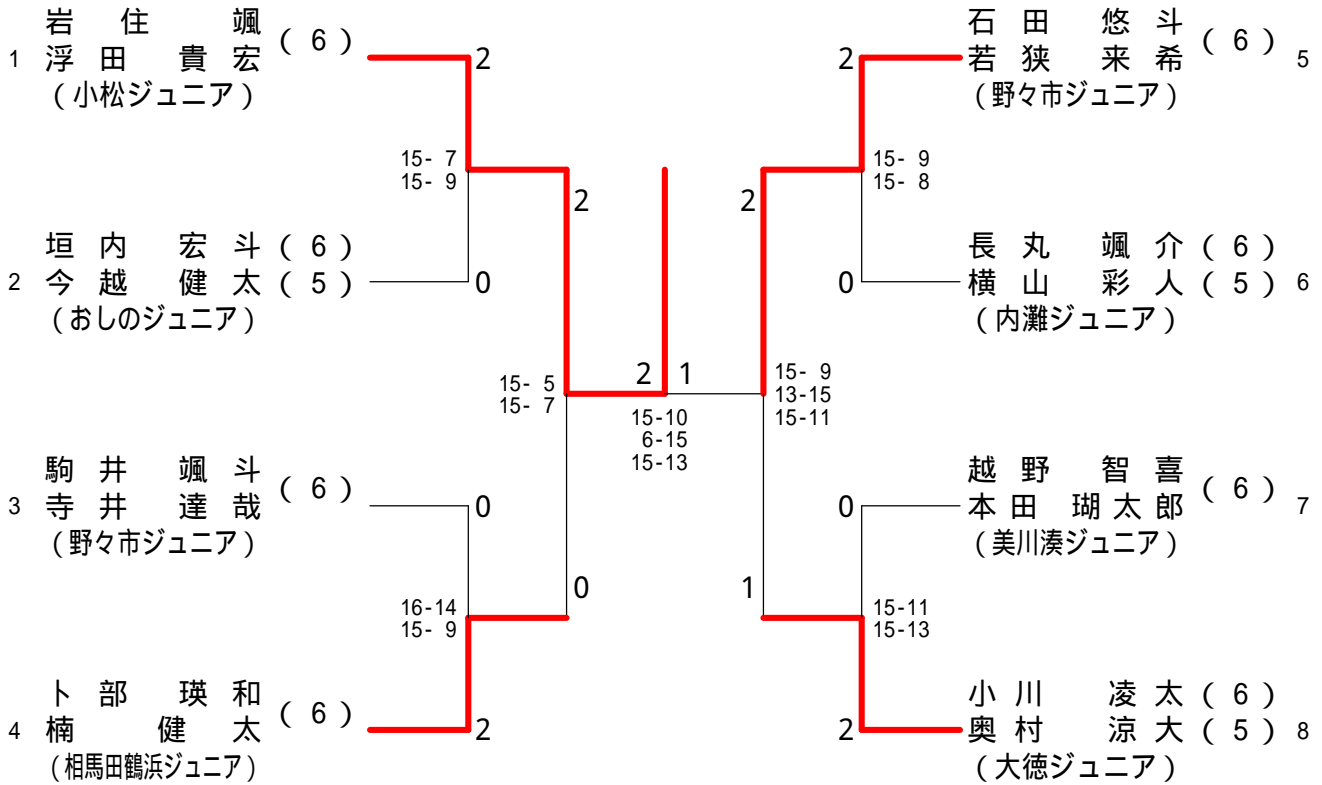 岩住 颯
浮田 貴宏
(6)
1
(小松ジュニア)
2
15- 7
15- 9
垣内 宏斗(6)
2 今越 健太(5)
(おしのジュニア)
0
2
15- 5
15- 7
駒井 颯斗
寺井 達哉
(6)
3
(野々市ジュニア)
0
16-14
15- 9
0
卜部 瑛和
楠 健太
(6)
4
(相馬田鶴浜ジュニア)
2
2 1
15-10
6-15
15-13
石田 悠斗
若狭 来希
(6)
5
(野々市ジュニア)
2
15- 9
15- 8
長丸 颯介(6)
横山 彩人(5) 6
(内灘ジュニア)
0
2
15- 9
13-15
15-11
越野 智喜
本田 瑚太郎
(6)
7
(美川湊ジュニア)
0
15-11
15-13
1
小川 凌太(6)
奥村 涼大(5) 8
(大徳ジュニア)
2